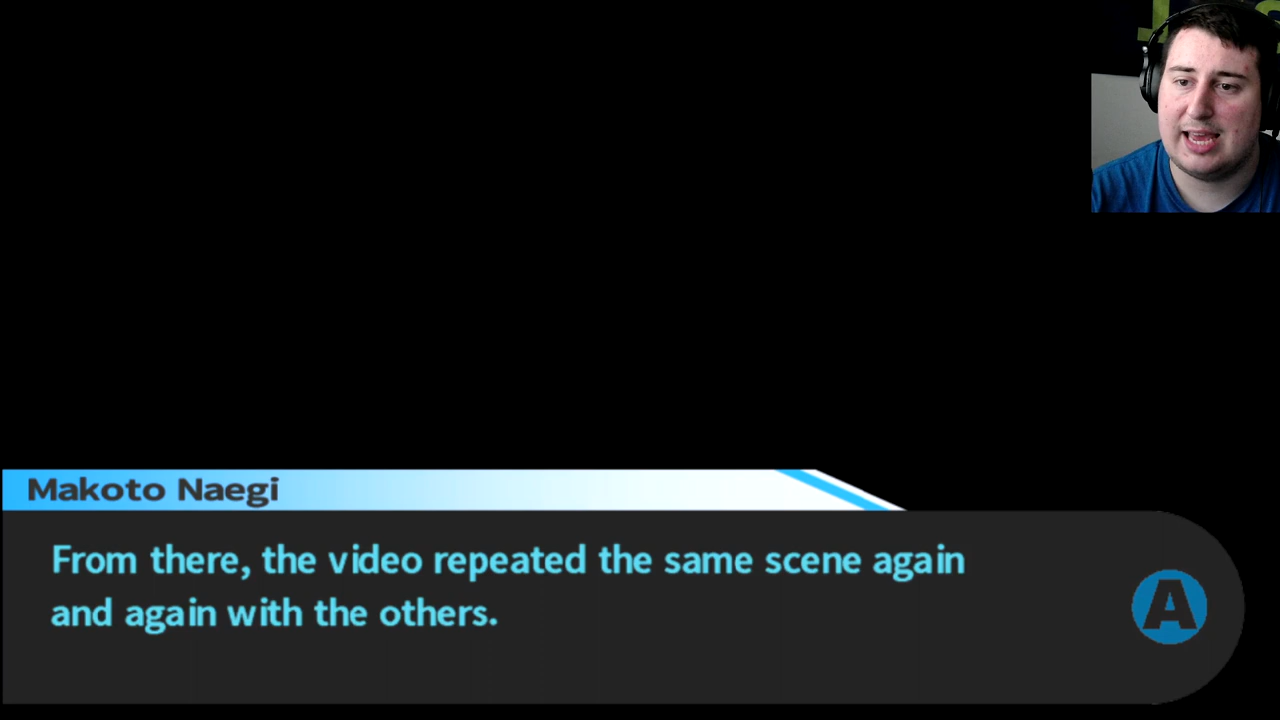 Makoto Naegi
From there, the video repeated the same scene again
and again with the others.
A